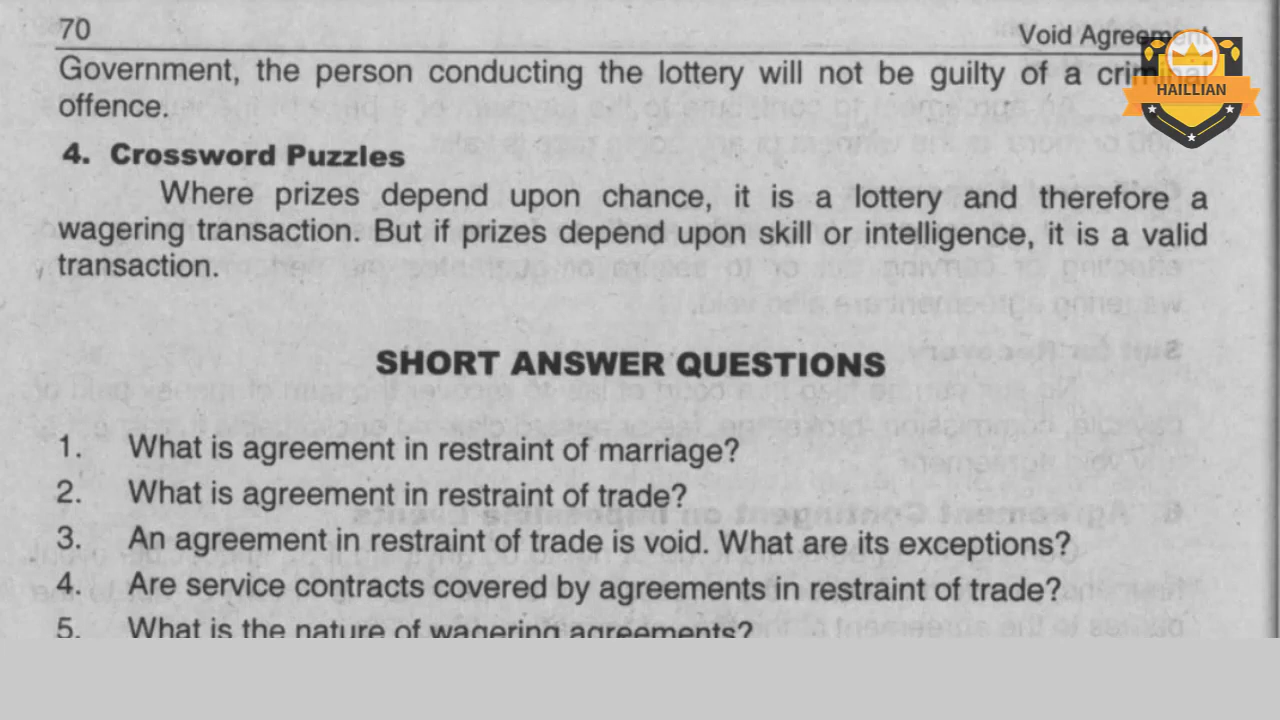 70
Void Agreement
HAILLIAN
Government, the person conducting the lottery will not be guilty of a criminal
offence.
4. Crossword Puzzles
Where prizes depend upon chance, it is a lottery and therefore a
wagering transaction. But if prizes depend upon skill or intelligence, it is a valid
transaction.
SHORT ANSWER QUESTIONS
1. What is agreement in restraint of marriage?
2. What is agreement in restraint of trade?
3. An agreement in restraint of trade is void. What are its exceptions?
4. Are service contracts covered by agreements in restraint of trade?
5. What is the nature of wagering agreements?